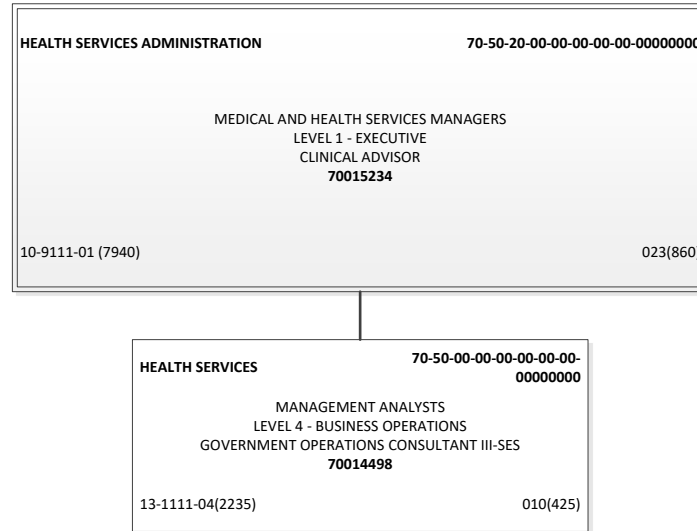 HEALTH SERVICES ADMINISTRATION 70-50-20-00-00-00-00-00-00000000
MEDICAL AND HEALTH SERVICES MANAGERS
LEVEL 1 - EXECUTIVE
CLINICAL ADVISOR
70015234
10-9111-01 (7940) 023(860)
HEALTH SERVICES 70-50-00-00-00-00-00-00-
00000000
MANAGEMENT ANALYSTS
LEVEL 4 - BUSINESS OPERATIONS
GOVERNMENT OPERATIONS CONSULTANT III-SES
70014498
13-1111-04(2235) 010(425)